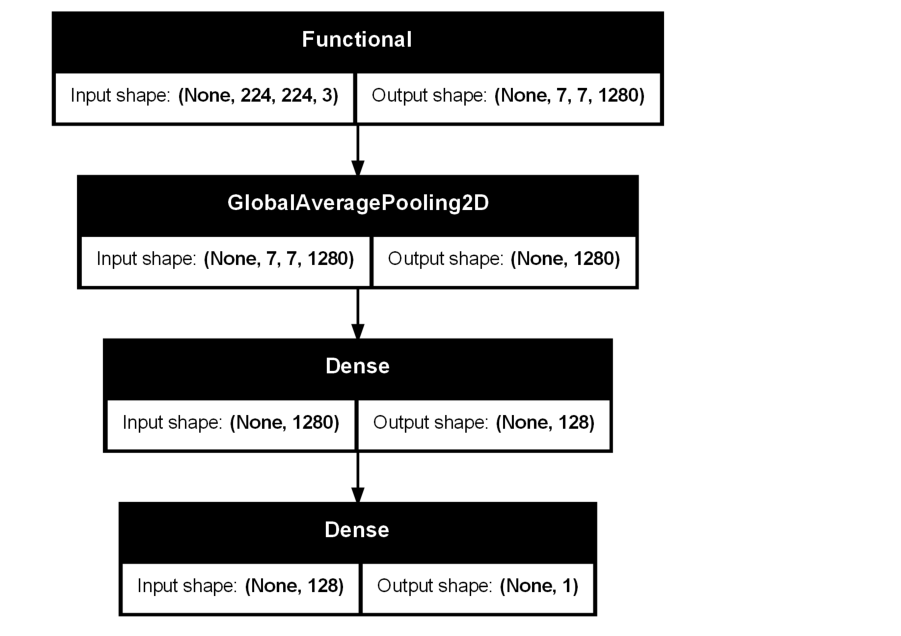 Functional
Input shape: (None, 224, 224, 3) Output shape: (None, 7, 7, 1280)
GlobalAveragePooling2D
Input shape: (None, 7, 7, 1280) Output shape: (None, 1280)
Dense
Input shape: (None, 1280) Output shape: (None, 128)
Dense
Input shape: (None, 128) Output shape: (None, 1)